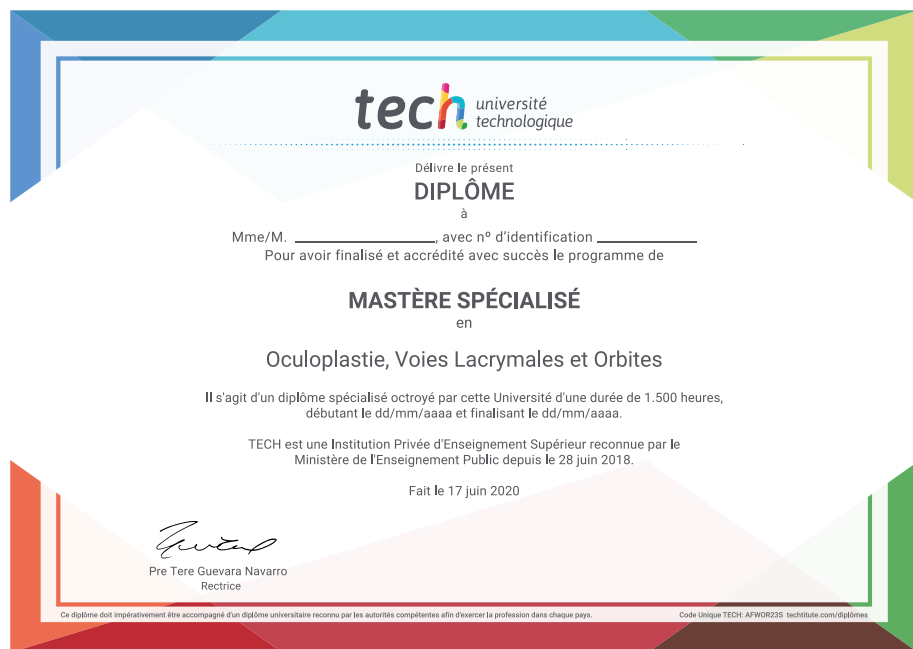 tech université
technologique
Délivre le présent
DIPLÔME
à
Mme/M. ____________, avec nº d'identification ____________
Pour avoir finalisé et accrédité avec succès le programme de
MASTÈRE SPÉCIALISÉ
en
Oculoplastie, Voies Lacrymales et Orbites
Il s'agit d'un diplôme spécialisé octroyé par cette Université d'une durée de 1.500 heures,
débutant le dd/mm/aaaa et finalisant le dd/mm/aaaa.
TECH est une Institution Privée d'Enseignement Supérieur reconnue par le
Ministère de l'Enseignement Public depuis le 28 juin 2018.
Fait le 17 juin 2020
Pre Tere Guevara Navarro
Rectrice
Ce diplôme doit impérativement être accompagné d'un diplôme universitaire reconnu par les autorités compétentes afin d'exercer la profession dans chaque pays.
Code Unique TECH: AFWOR23S techtitute.com/diplômes